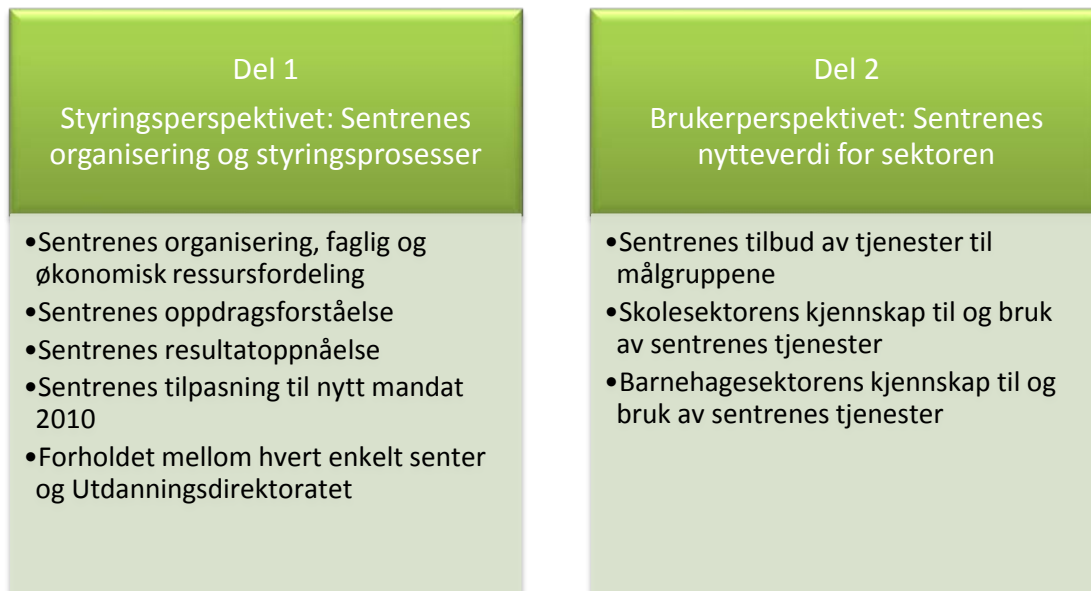 Del 1
Styringsperspektivet: Sentrenes
organisering og styringsprosesser
•Sentrenes organisering, faglig og
økonomisk ressursfordeling
•Sentrenes oppdragsforståelse
•Sentrenes resultatoppnåelse
•Sentrenes tilpasning til nytt mandat
2010
•Forholdet mellom hvert enkelt senter
og Utdanningsdirektoratet
Del 2
Brukerperspektivet: Sentrenes
nytteverdi for sektoren
•Sentrenes tilbud av tjenester til
målgruppene
•Skolesektorens kjennskap til og bruk
av sentrenes tjenester
•Barnehagesektorens kjennskap til og
bruk av sentrenes tjenester